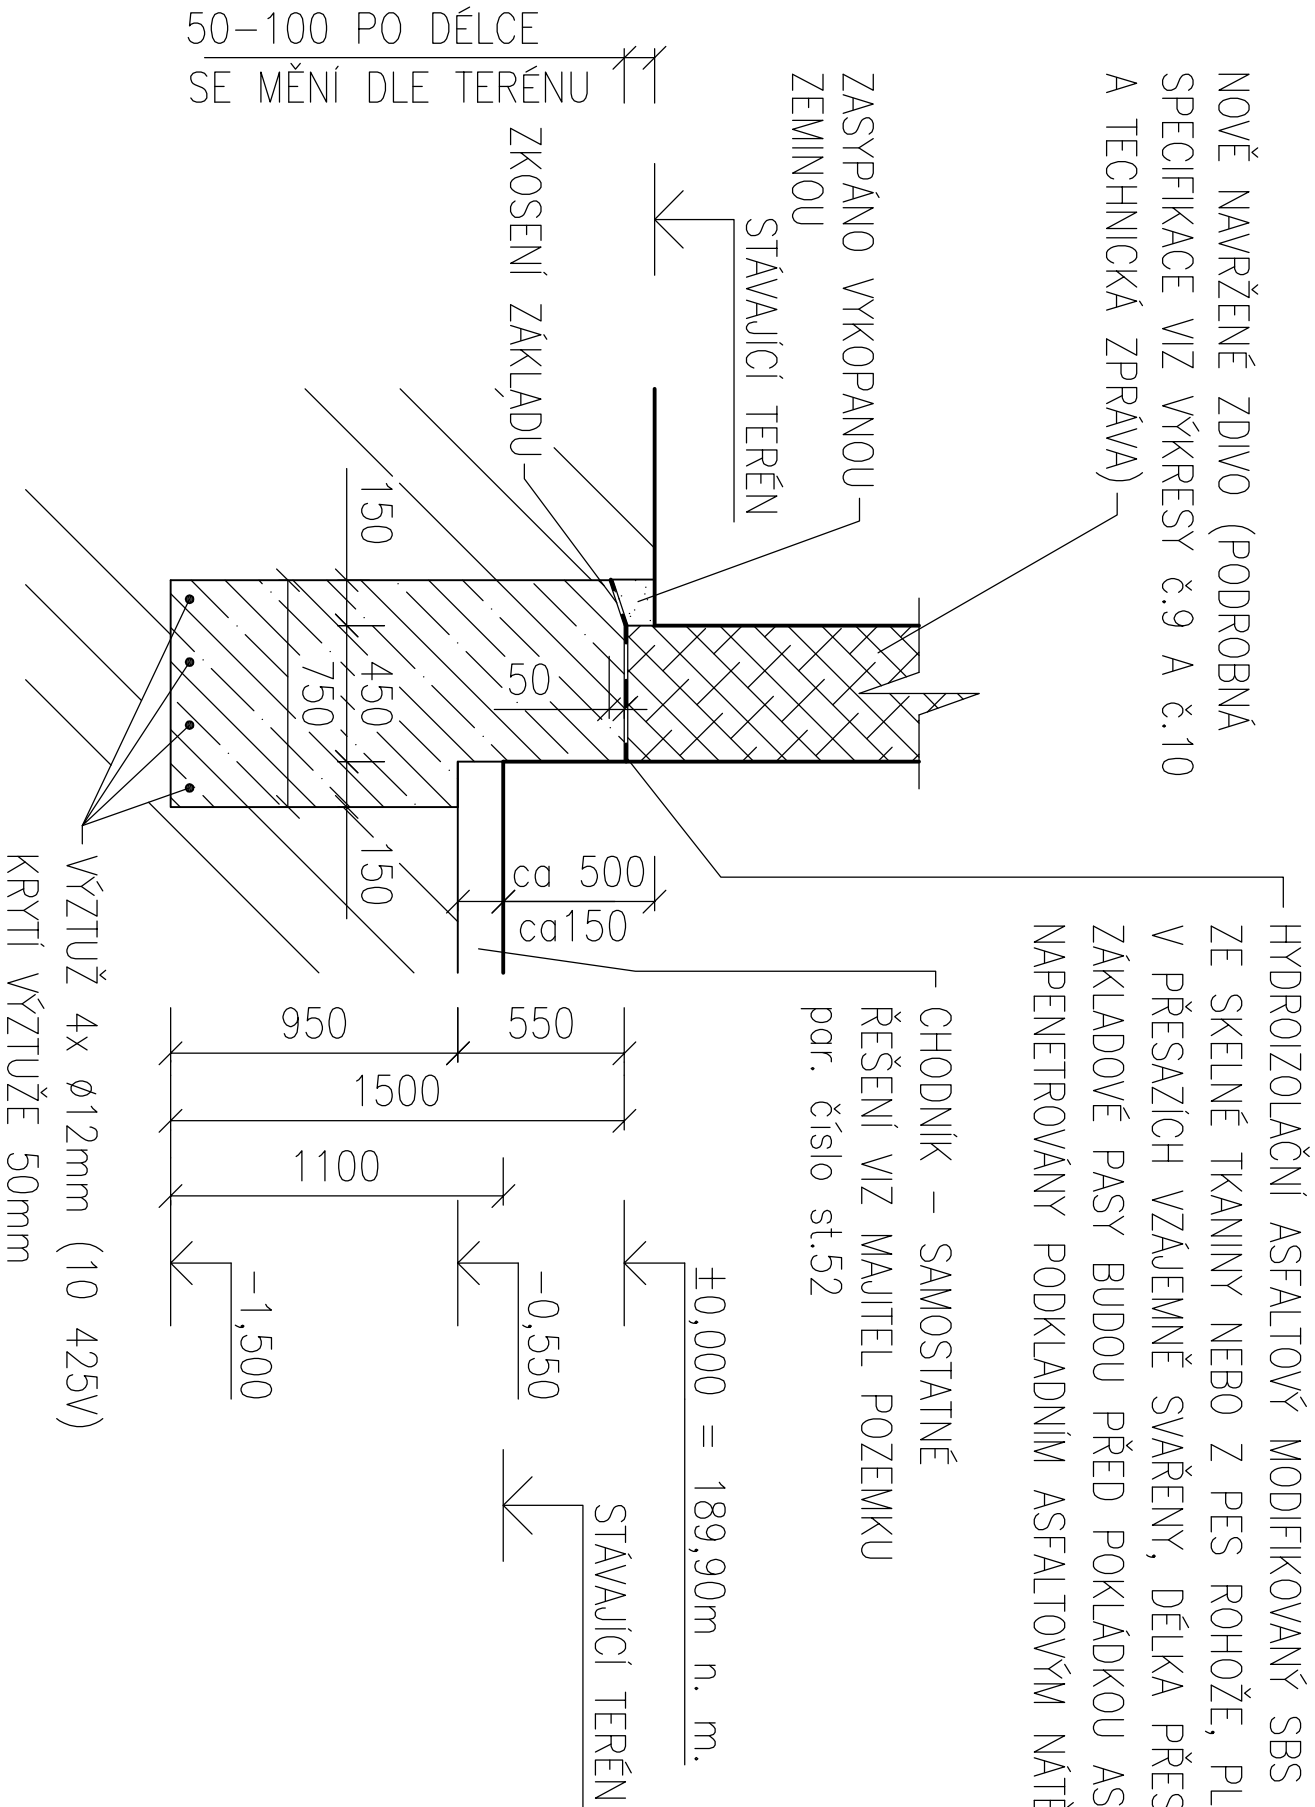 50-100 PO DÉLCE
SE MĚNÍ DLE TERÉNU
NOVĚ NAVRŽENÉ ZDIVO (PODROBNÁ
SPECIFIKACE VIZ VÝKRESY č.9 A č.10
A TECHNICKÁ ZPRÁVA)
ZASYPÁNO VYKOPANOU
ZEMINOU
STÁVAJÍCÍ TERÉN
ZKOSENÍ ZÁKLADU
150
450
150
750
50
ca 500
ca150
HYDROIZOLAČNÍ ASFALTOVÝ MODIFIKOVANÝ SBS
ZE SKELNÉ TKANINY NEBO Z PES ROHOŽE, PL
V PŘESAZÍCH VZÁJEMNĚ SVAŘENY, DÉLKA PŘES
ZÁKLADOVÉ PASY BUDOU PŘED POKLÁDKOU AS
NAPENETROVÁNY PODKLADNÍM ASFALTOVÝM NÁTĚ
CHODNÍK - SAMOSTATNÉ
ŘEŠENÍ VIZ MAJITEL POZEMKU
par. číslo st.52
550
950
1500
1100
±0,000 = 189,90m n. m.
-0,550
-1,500
STÁVAJÍCÍ TERÉN
VÝZTUŽ 4x ø12mm (10 425V)
KRYTÍ VÝZTUŽE 50mm